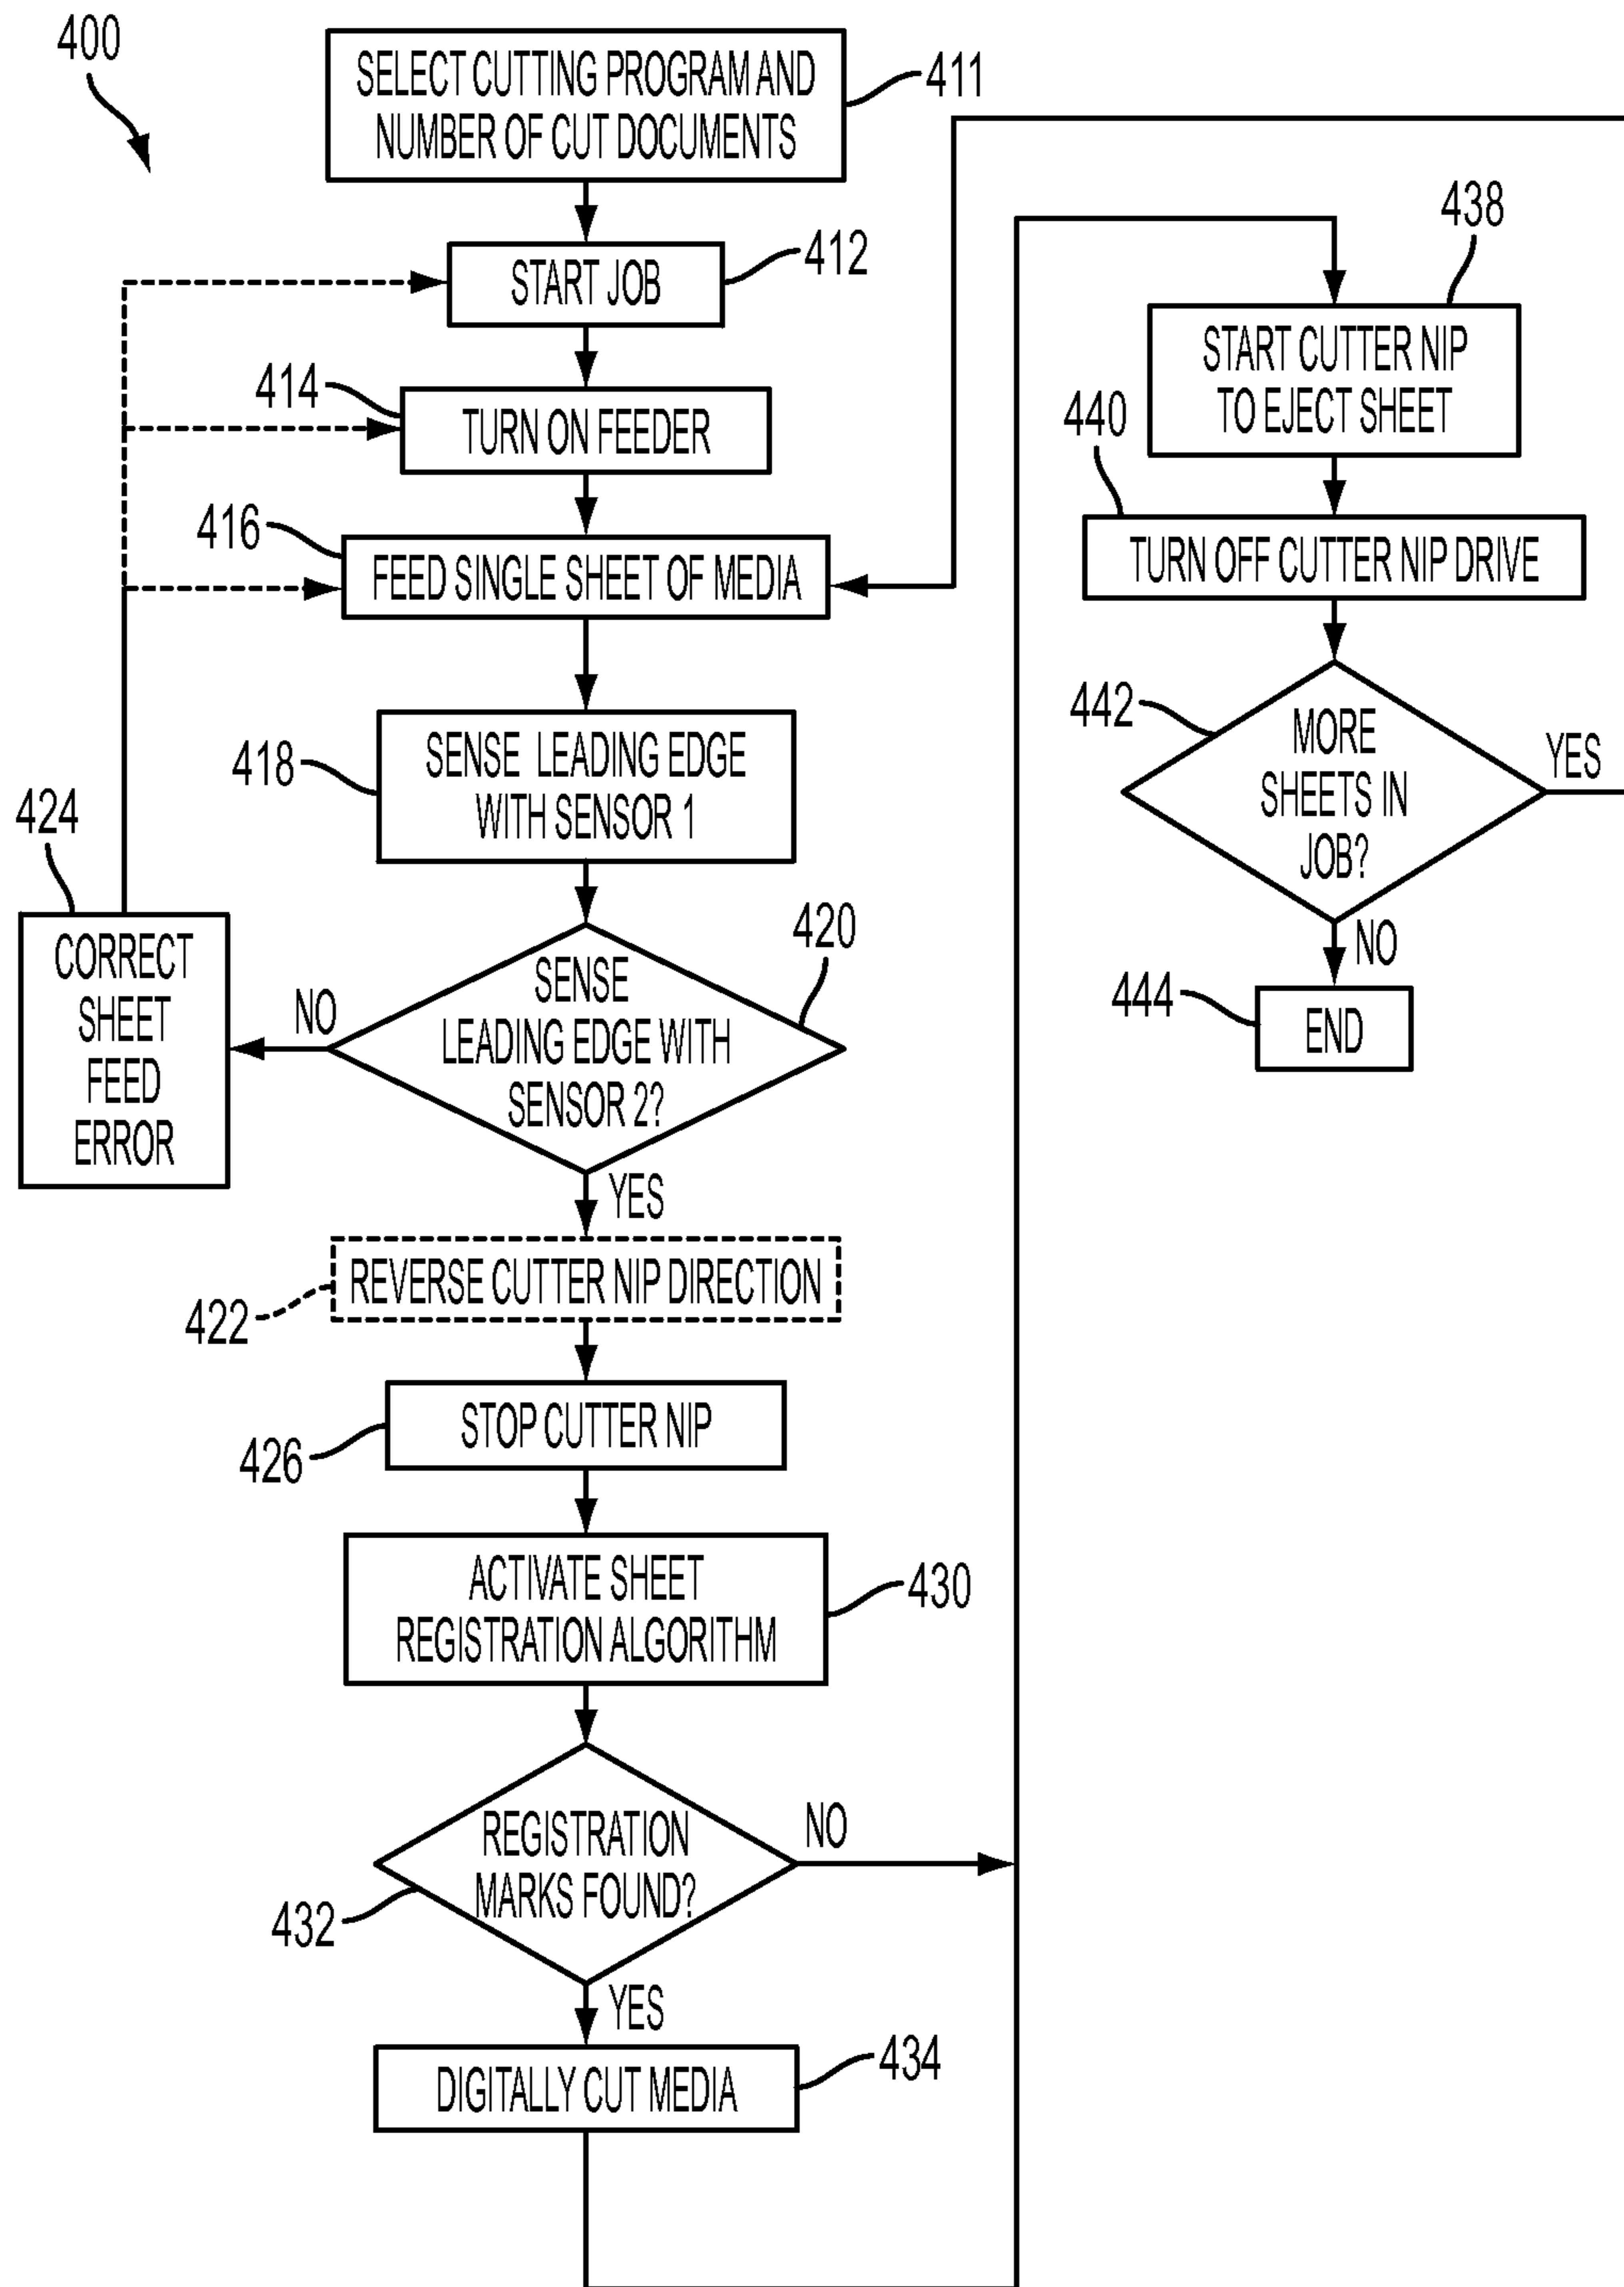 400
SELECT CUTTING PROGRAM AND
NUMBER OF CUT DOCUMENTS
411
START JOB
412
414
TURN ON FEEDER
416
FEED SINGLE SHEET OF MEDIA
418
SENSE LEADING EDGE
WITH SENSOR 1
424
CORRECT
SHEET
FEED
ERROR
NO
420
SENSE
LEADING EDGE WITH
SENSOR 2?
YES
REVERSE CUTTER NIP DIRECTION
422
STOP CUTTER NIP
426
ACTIVATE SHEET
REGISTRATION ALGORITHM
430
REGISTRATION
MARKS FOUND?
432
NO
YES
DIGITALLY CUT MEDIA
434
438
START CUTTER NIP
TO EJECT SHEET
440
TURN OFF CUTTER NIP DRIVE
442
MORE
SHEETS IN
JOB?
YES
NO
444
END